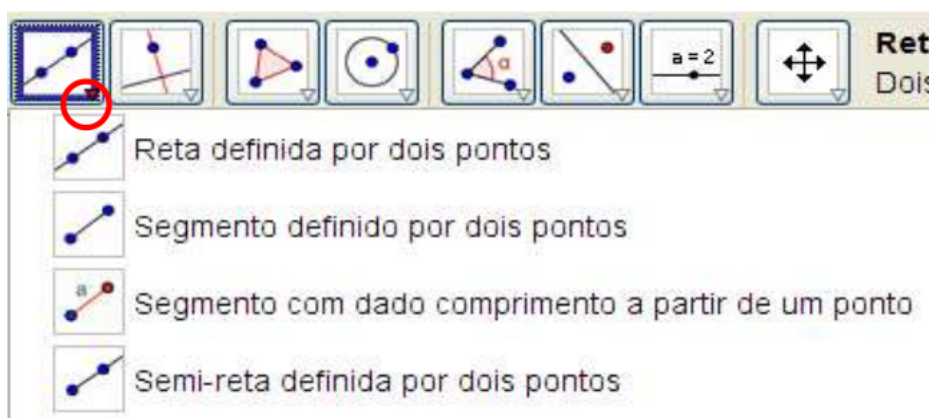 Ret
Dois
α
a = 2
Reta definida por dois pontos
Segmento definido por dois pontos
a
Segmento com dado comprimento a partir de um ponto
Semi-reta definida por dois pontos